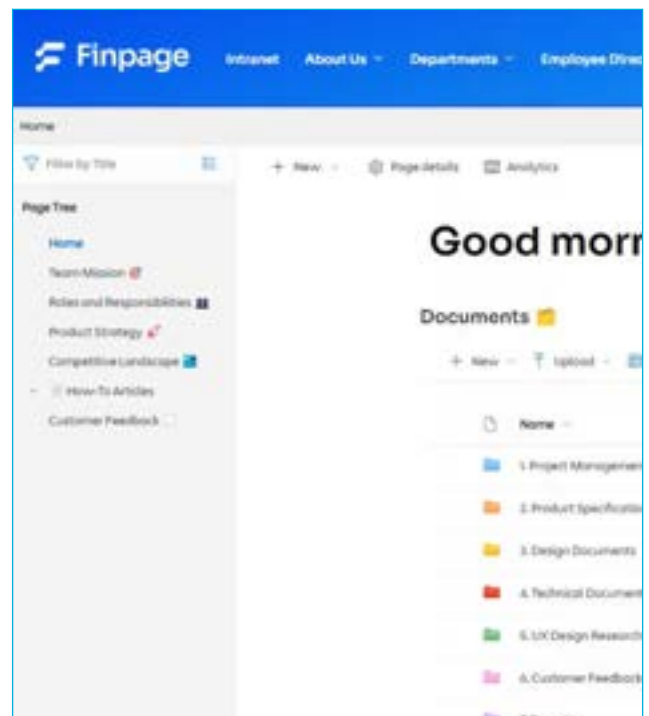 Finpage Intranet About Us Departments Employee Direc
Home
Filter by Title
+ New Page details Analytics
Page Tree
Home
Good morn
Team Mission
Roles and Responsibilities
Documents
Product Strategy
Competitive Landscape
+ New Upload
How-To Articles
Customer Feedback
Name
1. Project Managemen
2. Product Specificatio
3. Design Documents
4. Technical Document
5. UX Design Research
6. Customer Feedback